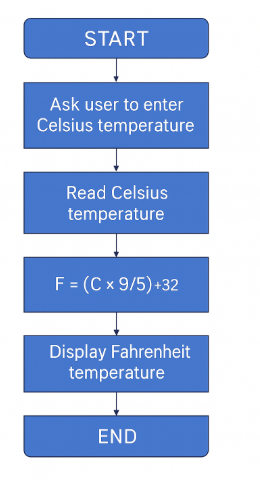 START
Ask user to enter
Celsius temperature
Read Celsius
temperature
F = (C × 9/5)+32
Display Fahrenheit
temperature
END